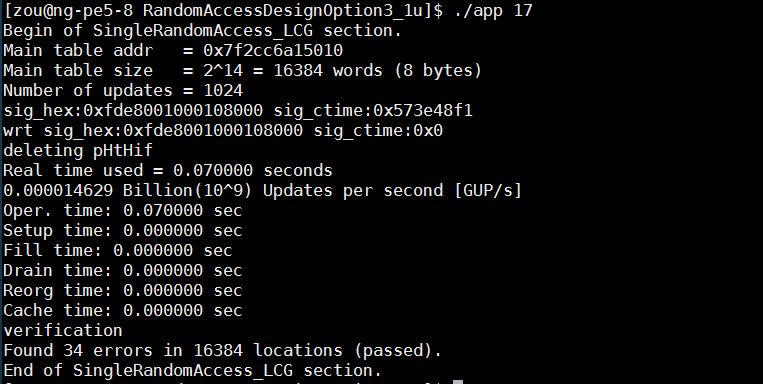 [zou@ng-pe5-8 RandomAccessDesignOption3_1u]$ ./app 17
Begin of SingleRandomAccess_LCG section.
Main table addr   = 0x7f2cc6a15010
Main table size   = 2^14 = 16384 words (8 bytes)
Number of updates = 1024
sig_hex:0xfde8001000108000 sig_ctime:0x573e48f1
wrt sig_hex:0xfde8001000108000 sig_ctime:0x0
deleting pHtHif
Real time used = 0.070000 seconds
0.000014629 Billion(10^9) Updates per second [GUP/s]
Oper. time: 0.070000 sec
Setup time: 0.000000 sec
Fill time: 0.000000 sec
Drain time: 0.000000 sec
Reorg time: 0.000000 sec
Cache time: 0.000000 sec
verification
Found 34 errors in 16384 locations (passed).
End of SingleRandomAccess_LCG section.